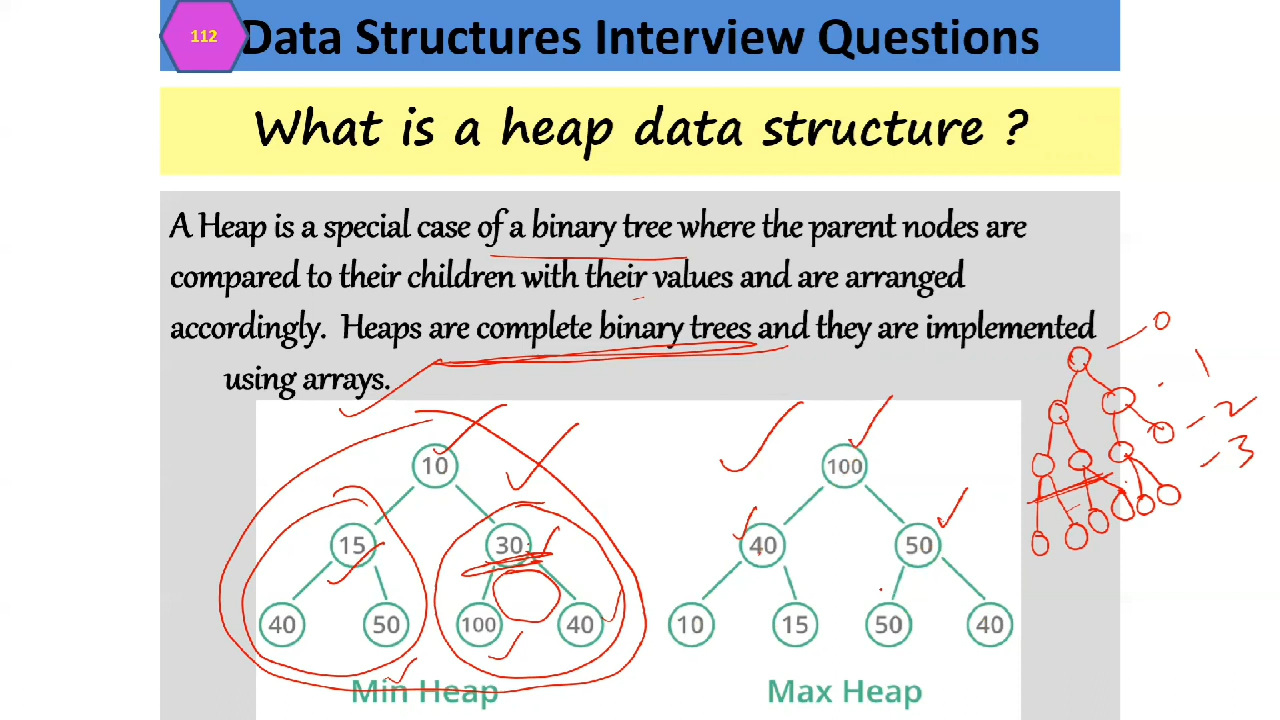 112
Data Structures Interview Questions
What is a heap data structure ?
A Heap is a special case of a binary tree where the parent nodes are
compared to their children with their values and are arranged
accordingly. Heaps are complete binary trees and they are implemented
using arrays.
0
1
- 2
- 3
10
15 30
40 50 100 40
Min Heap
100
40 50
10 15 50 40
Max Heap